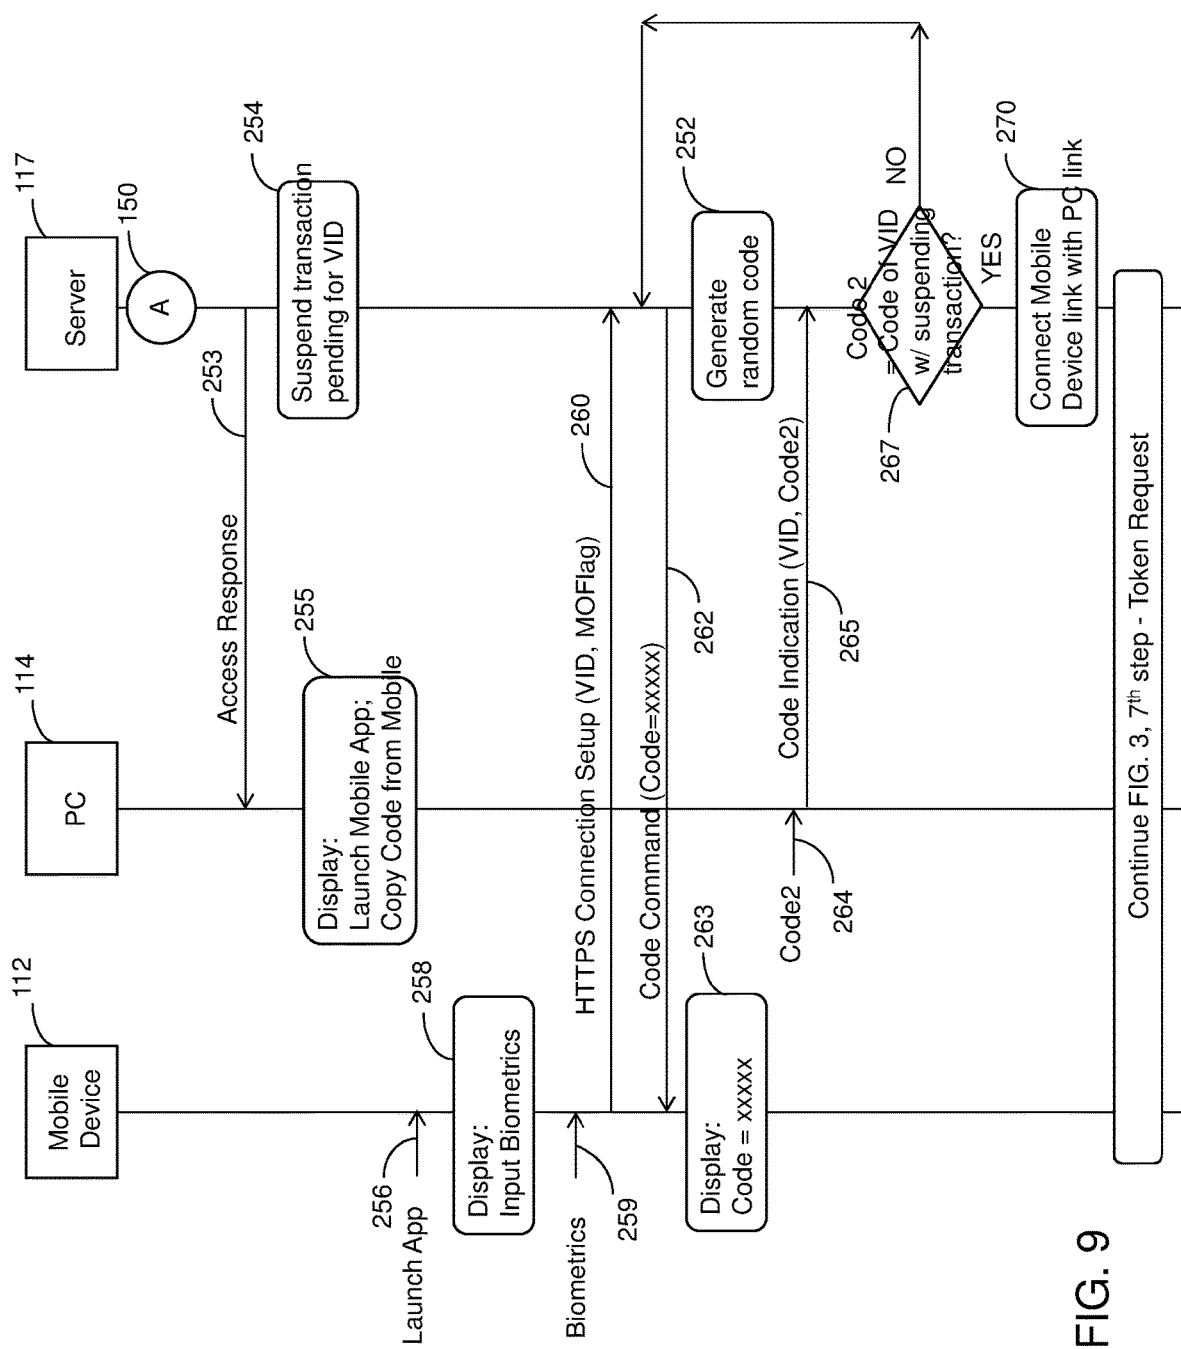 Mobile
Device
112
PC
114
Server
117
A
150
Access Response
253
Suspend transaction
pending for VID
254
Display:
Launch Mobile App;
Copy Code from Mobile
255
Launch App
256
Display:
Input Biometrics
258
Biometrics
259
HTTPS Connection Setup (VID, MOFlag)
260
Code Command (Code=xxxxx)
262
Display:
Code = xxxxx
263
Generate
random code
252
Code2
264
Code Indication (VID, Code2)
265
Code 2
=Code of VID
w/ suspending
transaction?
267
NO
YES
Connect Mobile
Device link with PC link
270
Continue FIG. 3, 7th step - Token Request
FIG. 9